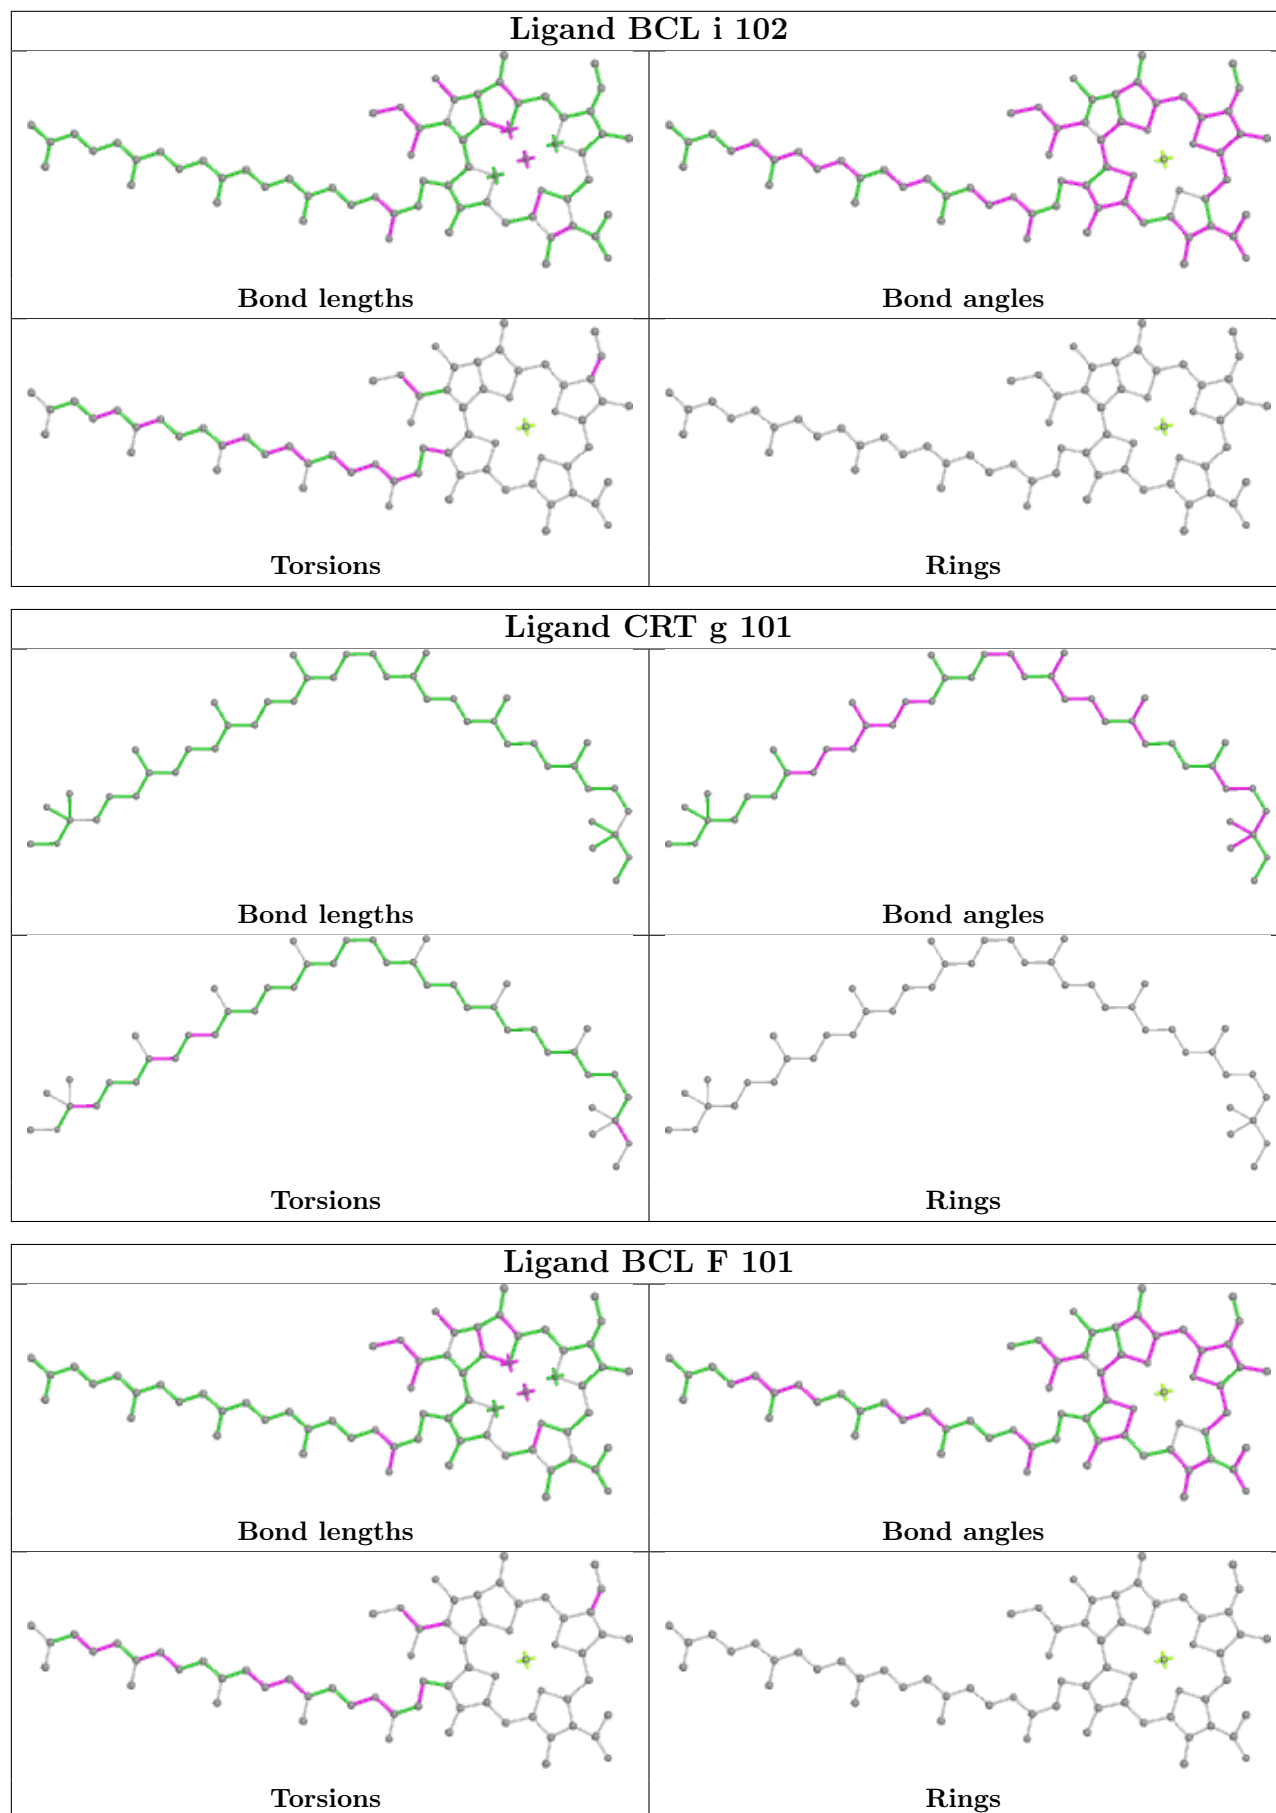 Ligand BCL i 102
Bond lengths
Bond angles
Torsions
Rings
Ligand CRT g 101
Bond lengths
Bond angles
Torsions
Rings
Ligand BCL F 101
Bond lengths
Bond angles
Torsions
Rings